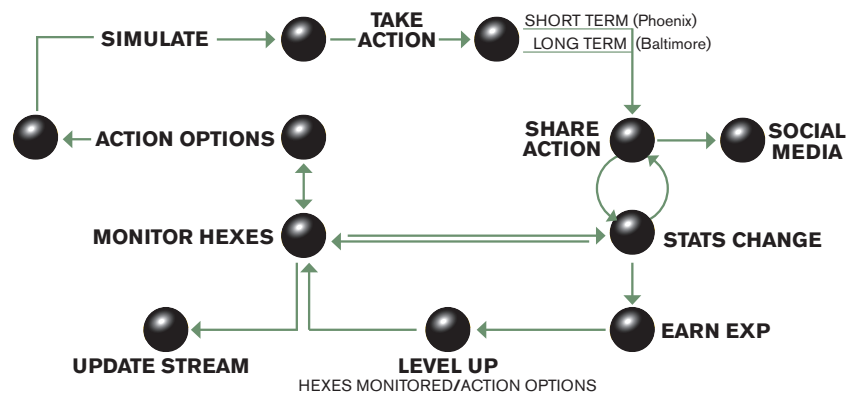 SIMULATE
TAKE
ACTION
SHORT TERM (Phoenix)
LONG TERM (Baltimore)
ACTION OPTIONS
SHARE
ACTION
SOCIAL
MEDIA
MONITOR HEXES
STATS CHANGE
UPDATE STREAM
LEVEL UP
HEXES MONITORED/ACTION OPTIONS
EARN EXP